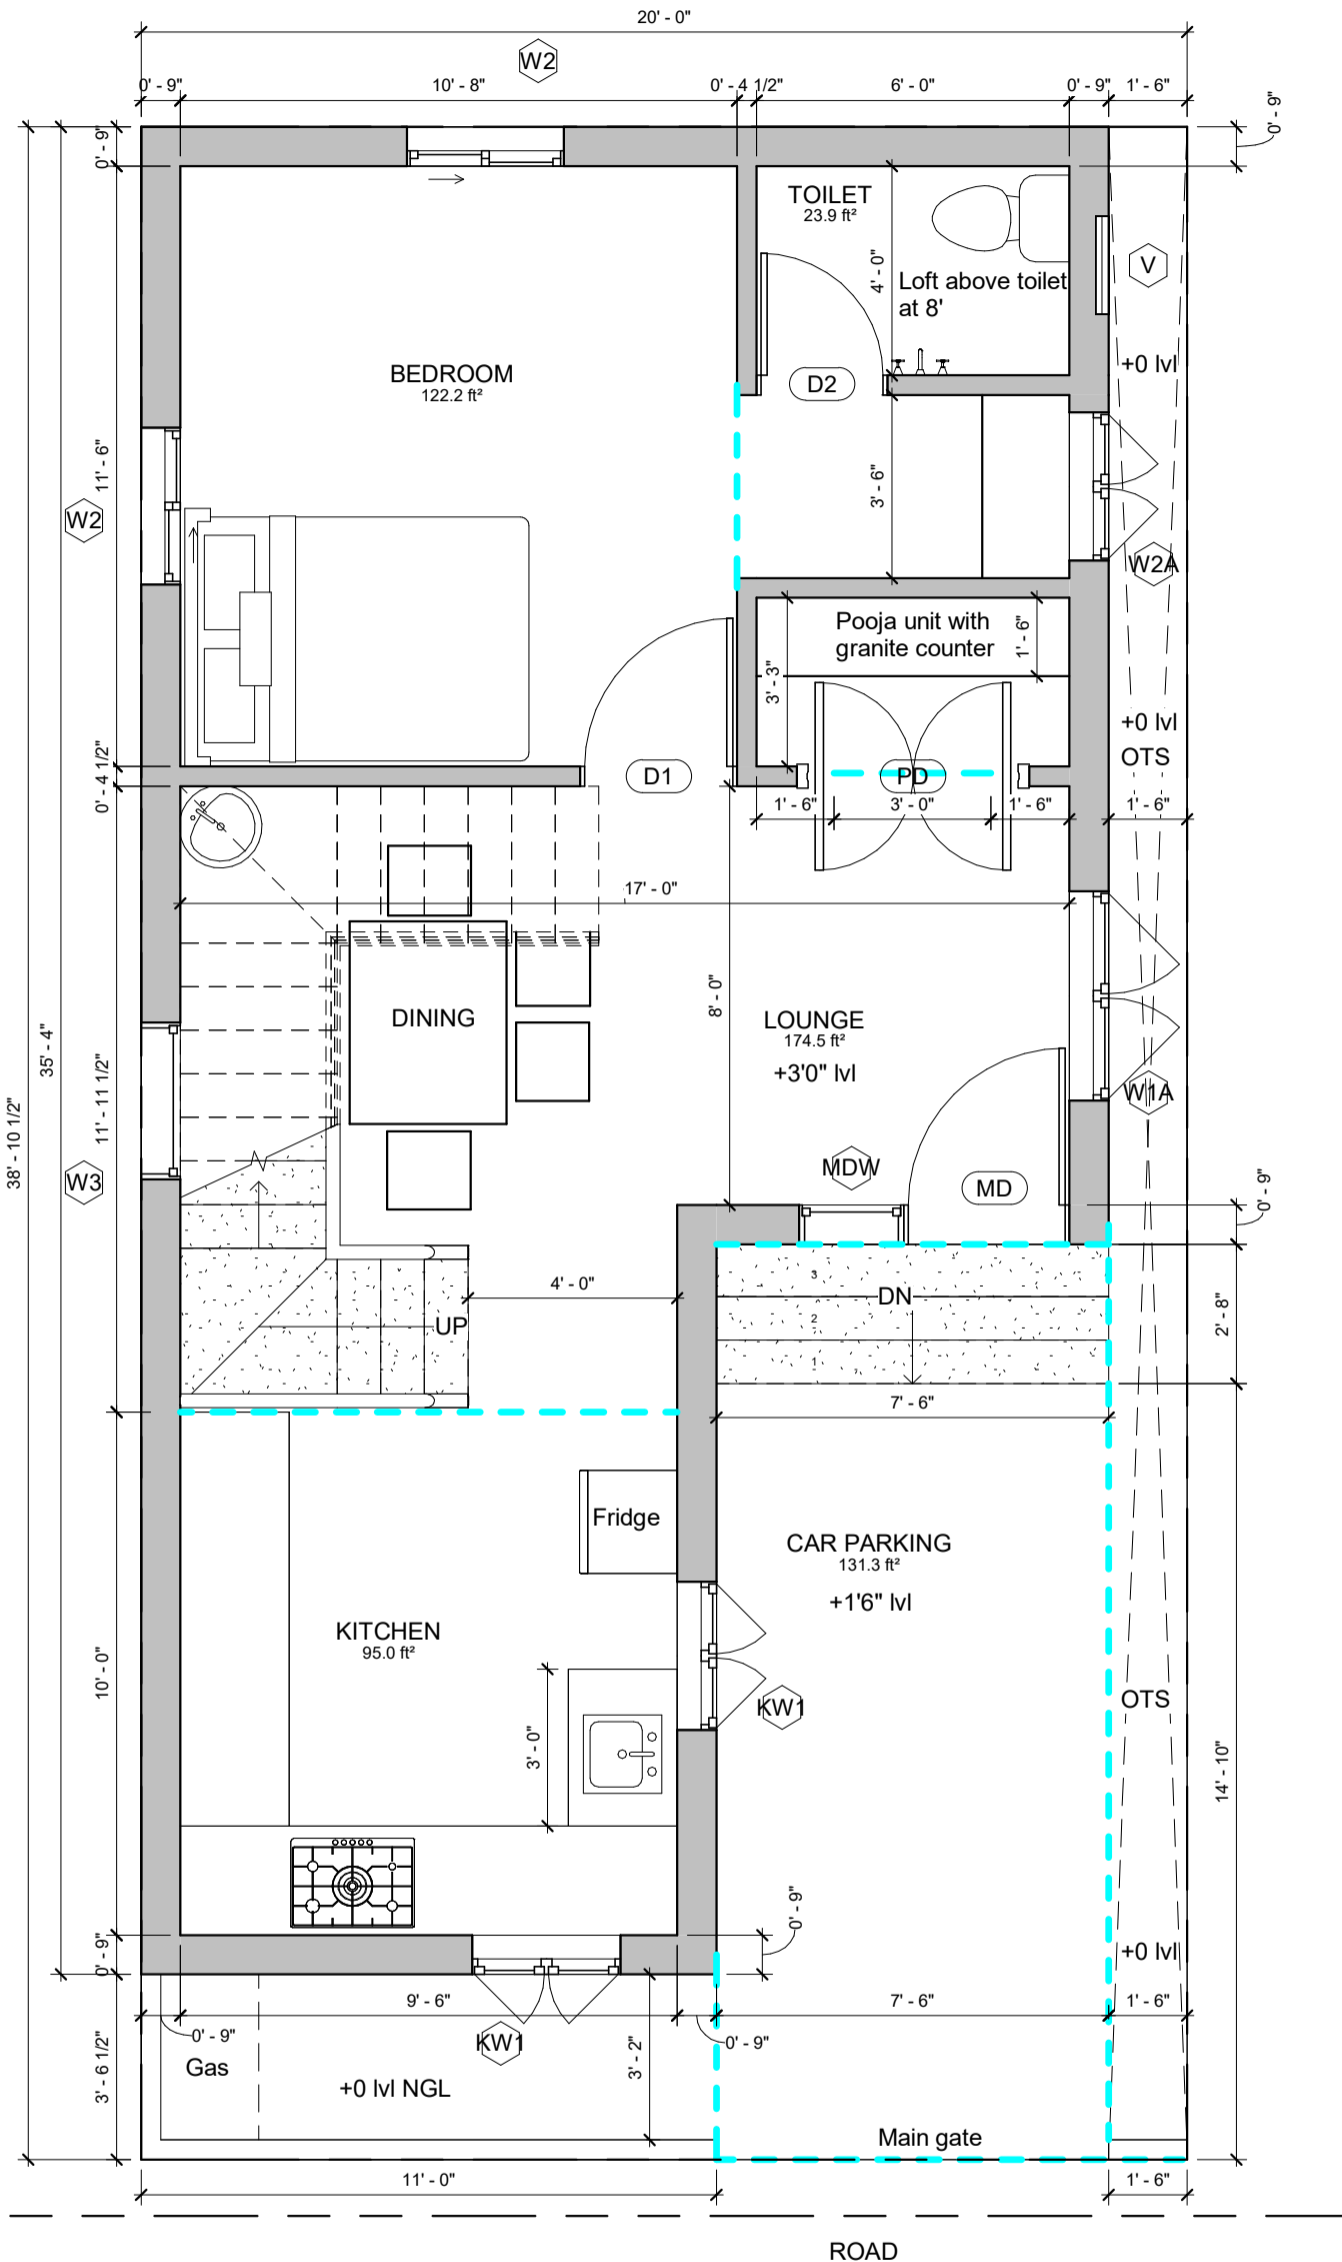 20' - 0"
W2
0' - 9"
10' - 8"
0' - 4 1/2"
6' - 0"
0' - 9"
1' - 6"
0' - 9"
0' - 9"
TOILET
23.9 ft²
4' - 0"
Loft above toilet
at 8'
V
+0 lvl
BEDROOM
122.2 ft²
D2
11' - 6"
3' - 6"
W2
W2A
Pooja unit with
granite counter
1' - 6"
3' - 3"
+0 lvl
OTS
0' - 4 1/2"
D1
PD
1' - 6"
3' - 0"
1' - 6"
1' - 6"
17' - 0"
8' - 0"
DINING
LOUNGE
174.5 ft²
+3'0" lvl
35' - 4"
38' - 10 1/2"
11' - 11 1/2"
W1A
W3
MDW
MD
0' - 9"
3
DN
2
1
4' - 0"
UP
2' - 8"
7' - 6"
Fridge
CAR PARKING
131.3 ft²
+1'6" lvl
KITCHEN
95.0 ft²
10' - 0"
KW1
OTS
3' - 0"
14' - 10"
0' - 9"
0' - 9"
+0 lvl
9' - 6"
7' - 6"
1' - 6"
0' - 9"
KW1
0' - 9"
3' - 2"
3' - 6 1/2"
Gas
+0 lvl NGL
Main gate
11' - 0"
1' - 6"
ROAD